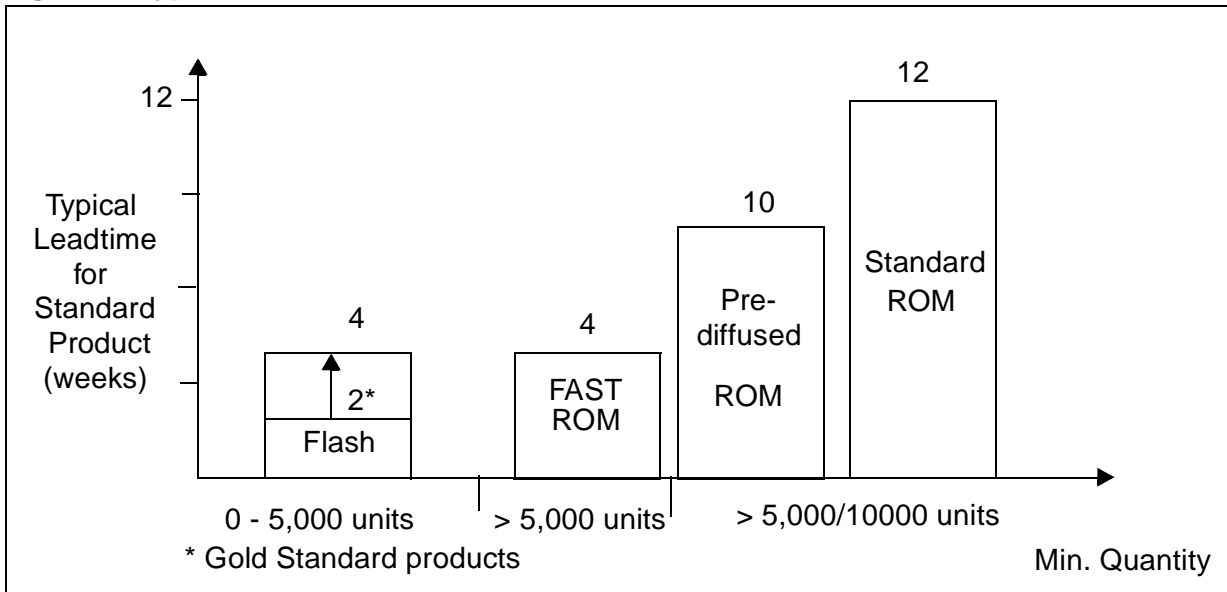 12
Typical
Leadtime
for
Standard
Product
(weeks)
4
2*
Flash
4
FAST
ROM
10
Pre-
diffused
ROM
12
Standard
ROM
0 - 5,000 units
> 5,000 units
> 5,000/10000 units
* Gold Standard products
Min. Quantity